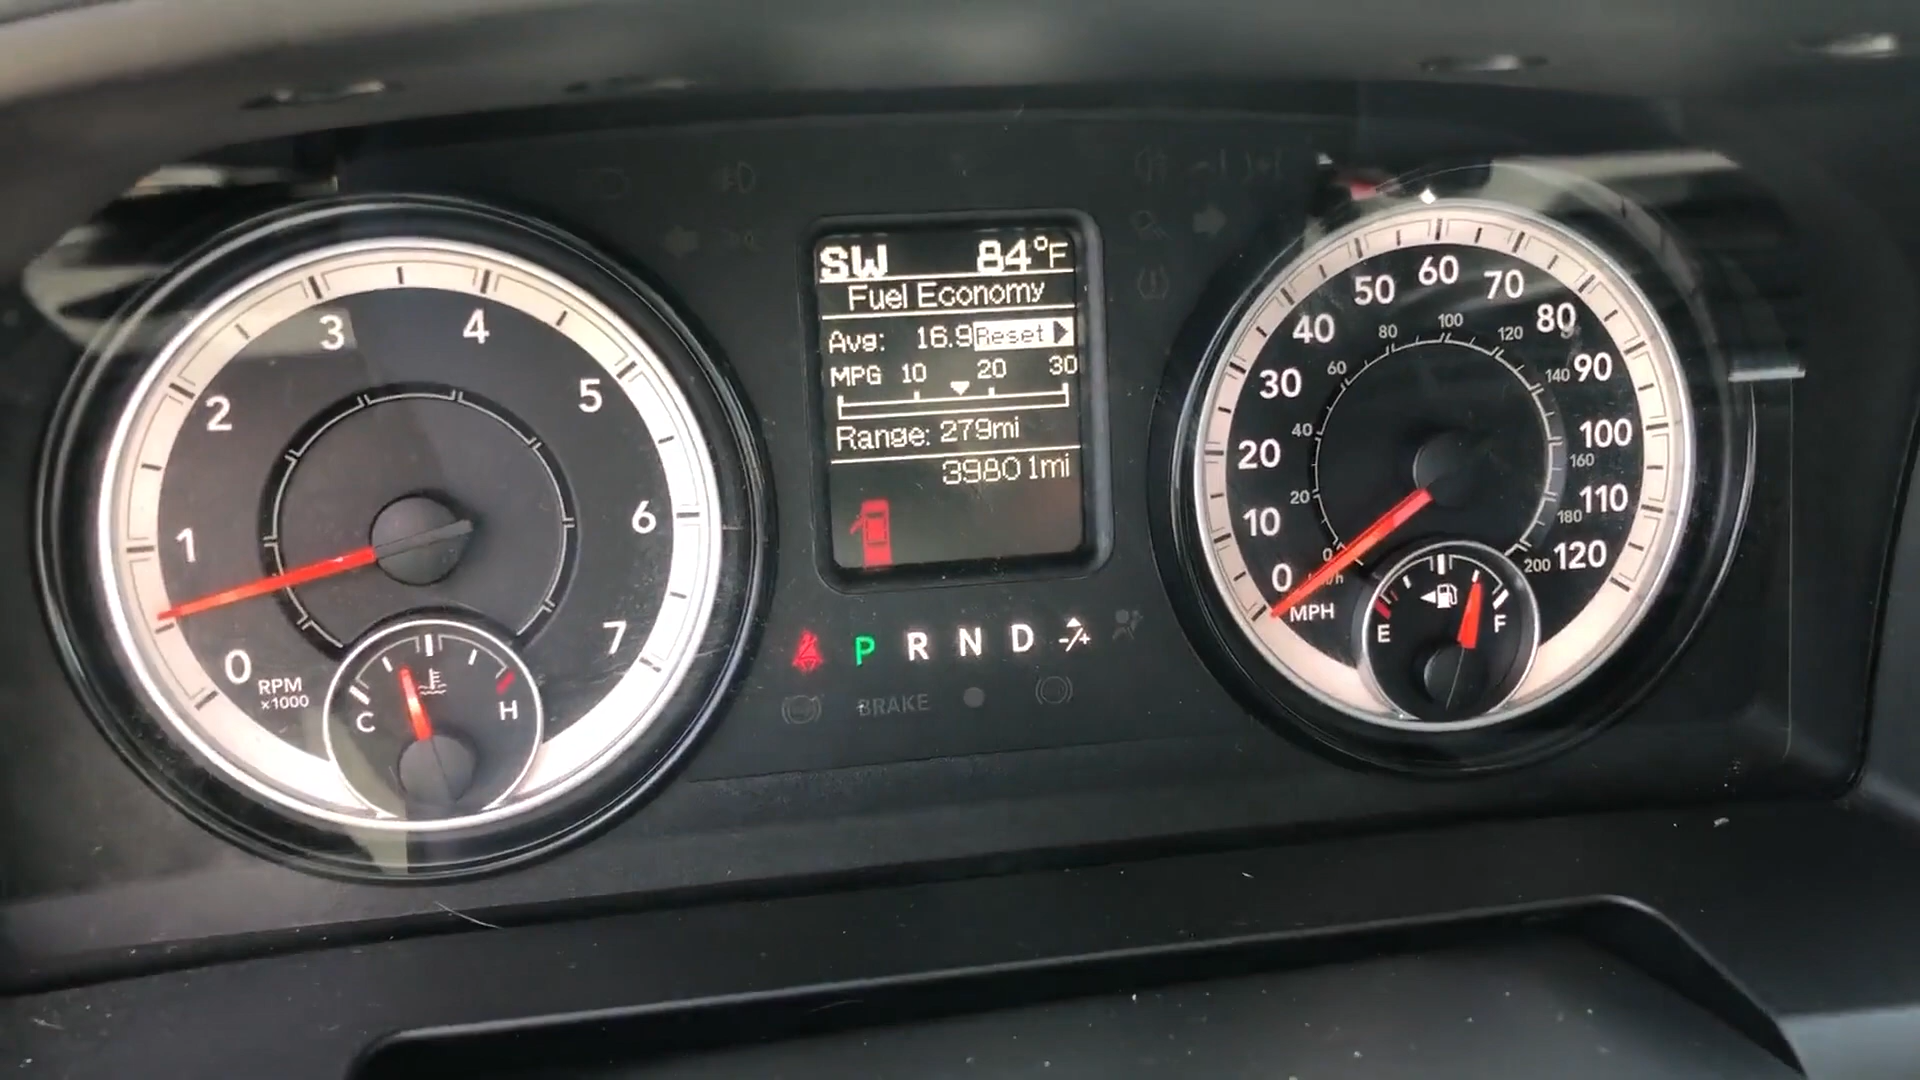 SW 84°F
Fuel Economy
Avg: 16.9 Reset
MPG 10 20 30
Range: 279mi
39801mi
P R N D -/+
BRAKE
0 1 2 3 4 5 6 7
RPM
x1000
C H
0 10 20 30 40 50 60 70 80 90 100 110 120
MPH
0 20 40 60 80 100 120 140 160 180 200
km/h
E F